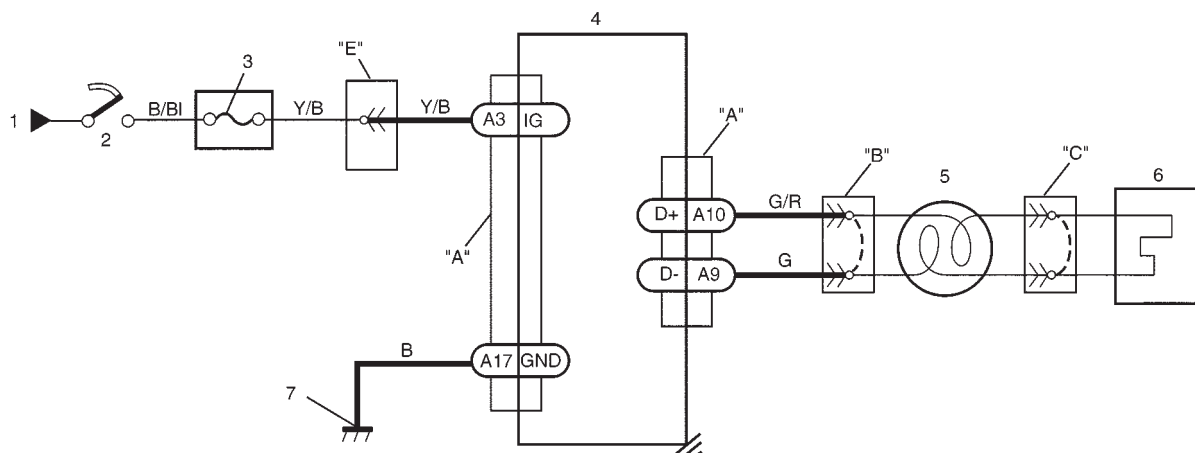 4
"E"
3
1
2
B/Bl
Y/B
Y/B
A3
IG
"A"
"B"
5
"C"
6
D+
A10
G/R
"A"
D-
A9
G
B
A17
GND
7